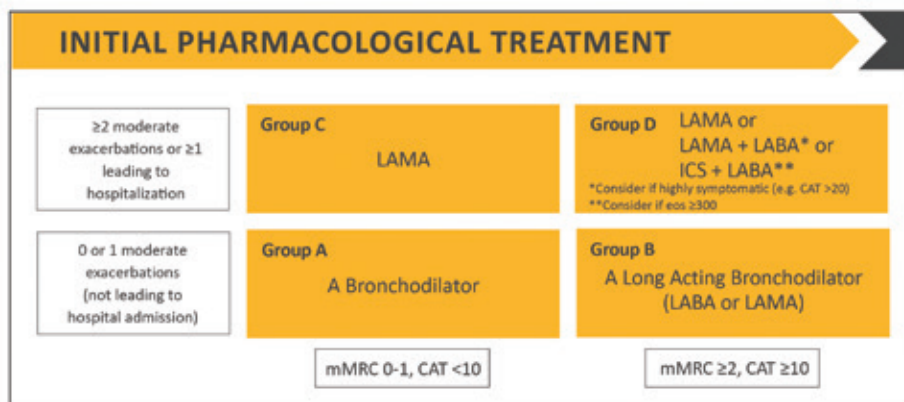 INITIAL PHARMACOLOGICAL TREATMENT
≥2 moderate
exacerbations or ≥1
leading to
hospitalization
Group C
LAMA
Group D
LAMA or
LAMA + LABA* or
ICS + LABA**
*Consider if highly symptomatic (e.g. CAT >20)
**Consider if eos ≥300
0 or 1 moderate
exacerbations
(not leading to
hospital admission)
Group A
A Bronchodilator
Group B
A Long Acting Bronchodilator
(LABA or LAMA)
mMRC 0-1, CAT <10
mMRC ≥2, CAT ≥10